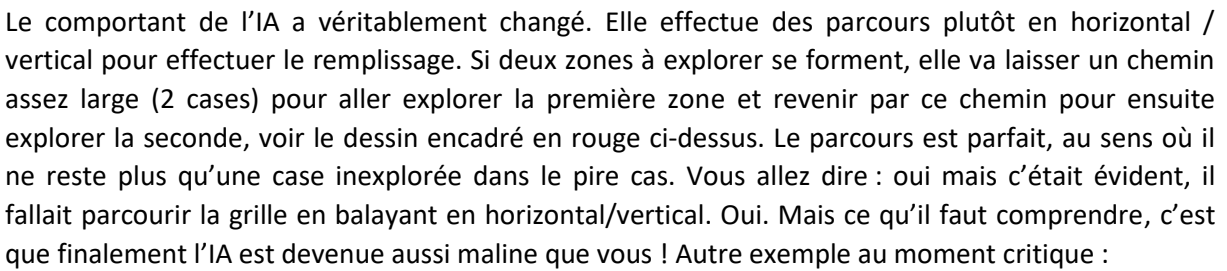 Le comportant de l’IA a véritablement changé. Elle effectue des parcours plutôt en horizontal /
vertical pour effectuer le remplissage. Si deux zones à explorer se forment, elle va laisser un chemin
assez large (2 cases) pour aller explorer la première zone et revenir par ce chemin pour ensuite
explorer la seconde, voir le dessin encadré en rouge ci-dessus. Le parcours est parfait, au sens où il
ne reste plus qu’une case inexplorée dans le pire cas. Vous allez dire : oui mais c’était évident, il
fallait parcourir la grille en balayant en horizontal/vertical. Oui. Mais ce qu’il faut comprendre, c’est
que finalement l’IA est devenue aussi maline que vous ! Autre exemple au moment critique :